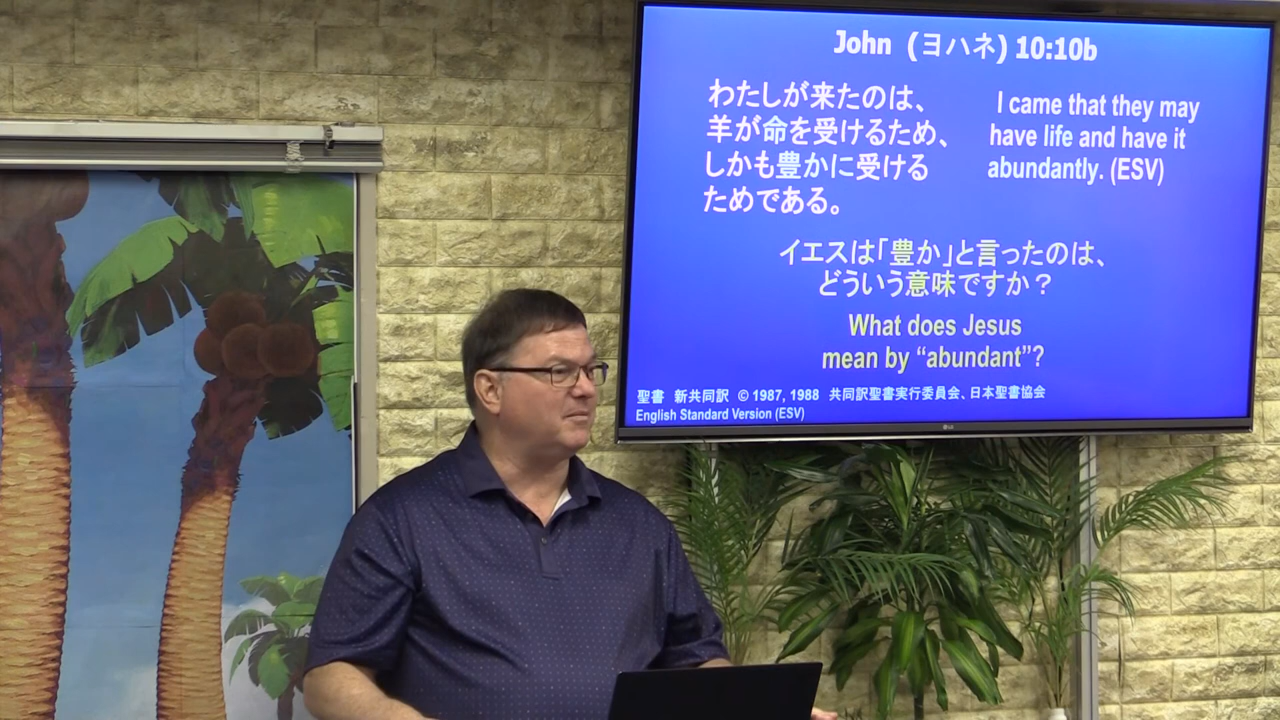 John (ヨハネ) 10:10b
わたしが来たのは、
羊が命を受けるため、
しかも豊かに受ける
ためである。
I came that they may
have life and have it
abundantly. (ESV)
イエスは「豊か」と言ったのは、
どういう意味ですか？
What does Jesus
mean by “abundant”?
聖書 新共同訳 © 1987, 1988 共同訳聖書実行委員会、日本聖書協会
English Standard Version (ESV)
LG